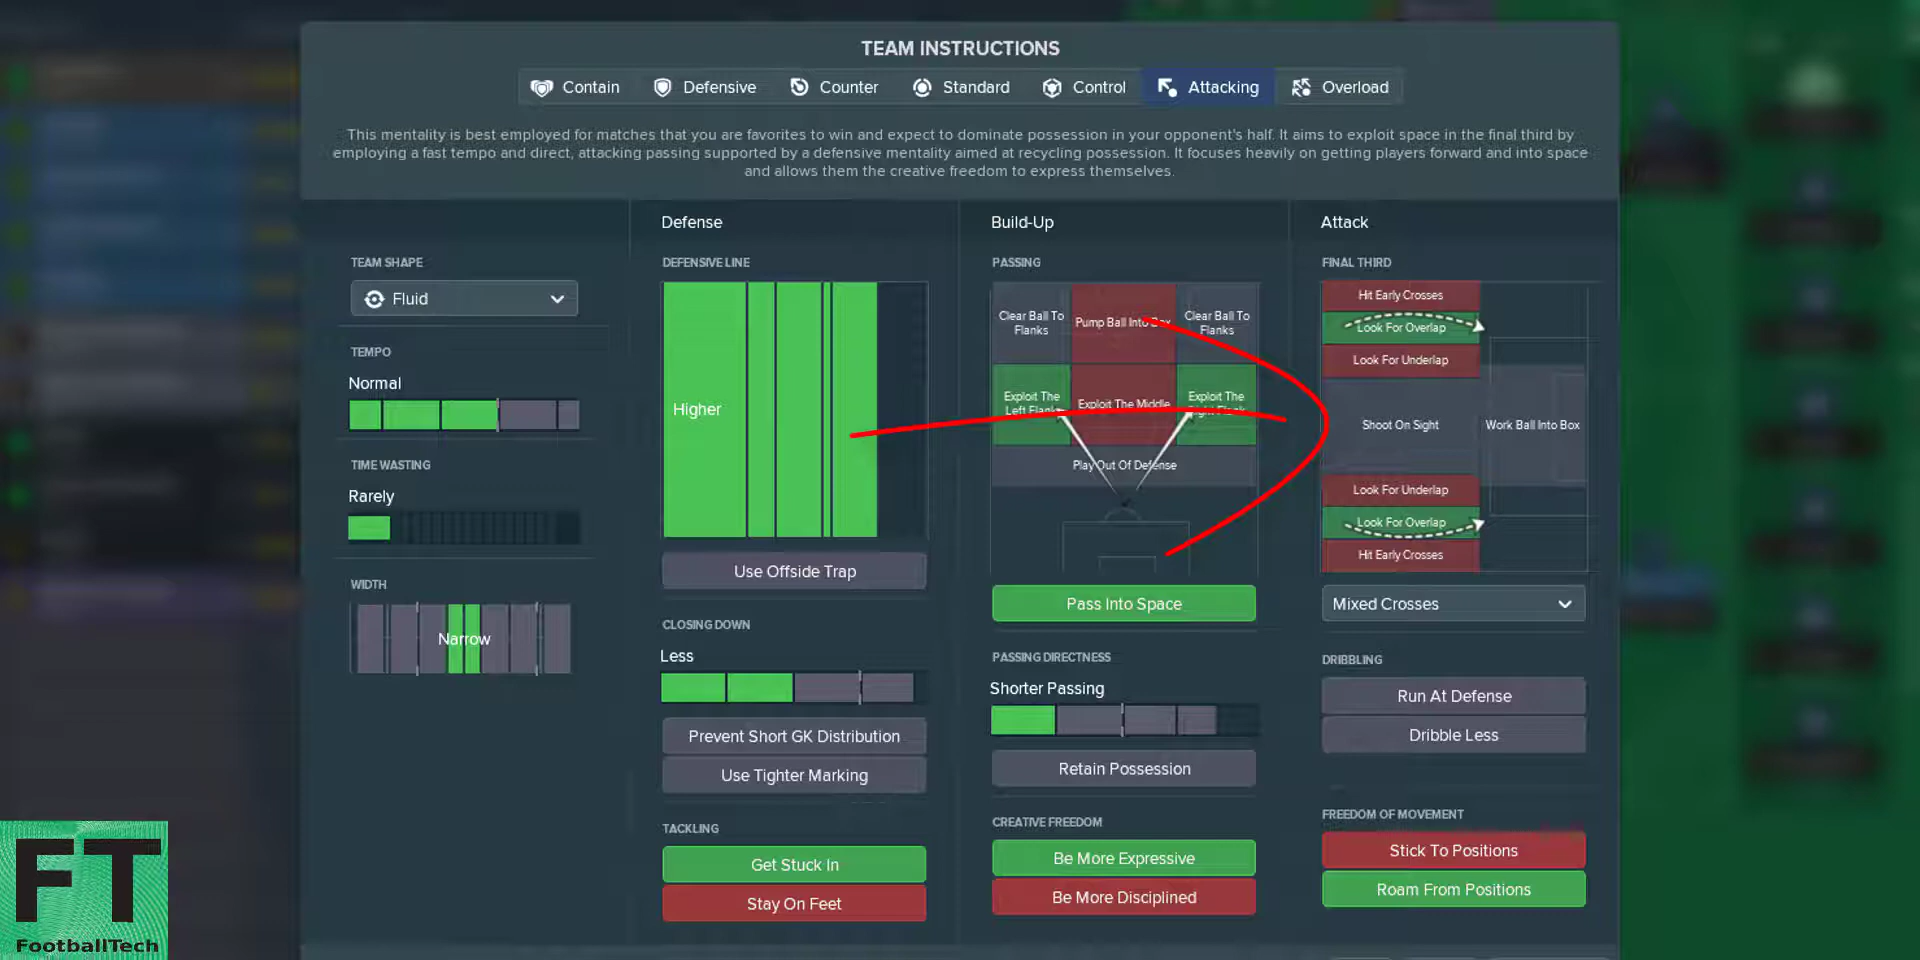 TEAM INSTRUCTIONS
Contain
Defensive
Counter
Standard
Control
Attacking
Overload
This mentality is best employed for matches that you are favorites to win and expect to dominate possession in your opponent's half. It aims to exploit space in the final third by
employing a fast tempo and direct, attacking passing supported by a defensive mentality aimed at recycling possession. It focuses heavily on getting players forward and into space
and allows them the creative freedom to express themselves.
TEAM SHAPE
Fluid
TEMPO
Normal
TIME WASTING
Rarely
WIDTH
Narrow
Defense
DEFENSIVE LINE
Higher
Use Offside Trap
CLOSING DOWN
Less
Prevent Short GK Distribution
Use Tighter Marking
TACKLING
Get Stuck In
Stay On Feet
Build-Up
PASSING
Clear Ball To
Flanks
Pump Ball Into Box
Clear Ball To
Flanks
Exploit The
Left Flank
Exploit The Middle
Exploit The
Right Flank
Play Out Of Defense
Pass Into Space
PASSING DIRECTNESS
Shorter Passing
Retain Possession
CREATIVE FREEDOM
Be More Expressive
Be More Disciplined
Attack
FINAL THIRD
Hit Early Crosses
Look For Overlap
Look For Underlap
Shoot On Sight
Work Ball Into Box
Look For Underlap
Look For Overlap
Hit Early Crosses
Mixed Crosses
DRIBBLING
Run At Defense
Dribble Less
FREEDOM OF MOVEMENT
Stick To Positions
Roam From Positions
FT
FootballTech